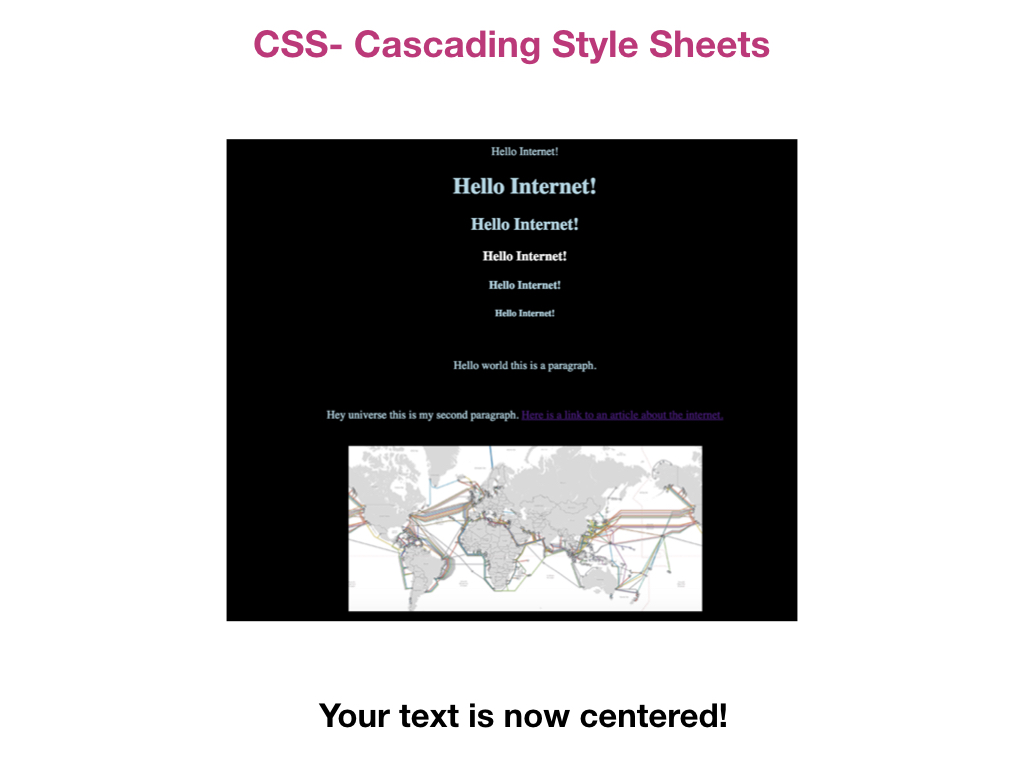 CSS- Cascading Style Sheets
Hello Internet!
Hello Internet!
Hello Internet!
Hello Internet!
Hello Internet!
Hello Internet!
Hello world this is a paragraph.
Hey universe this is my second paragraph. Here is a link to an article about the internet.
Your text is now centered!